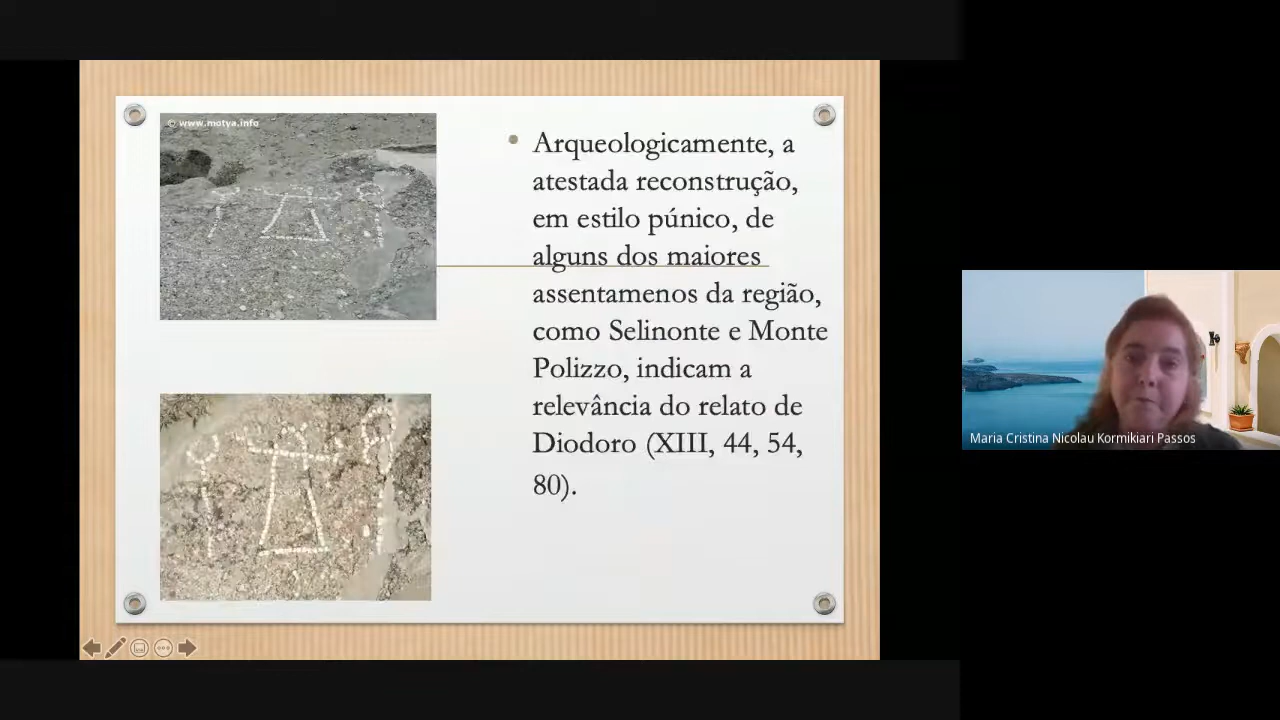 © www.motya.info
Arqueologicamente, a
atestada reconstrução,
em estilo púnico, de
alguns dos maiores
assentamenos da região,
como Selinonte e Monte
Polizzo, indicam a
relevância do relato de
Diodoro (XIII, 44, 54,
80).
Maria Cristina Nicolau Kormikiari Passos